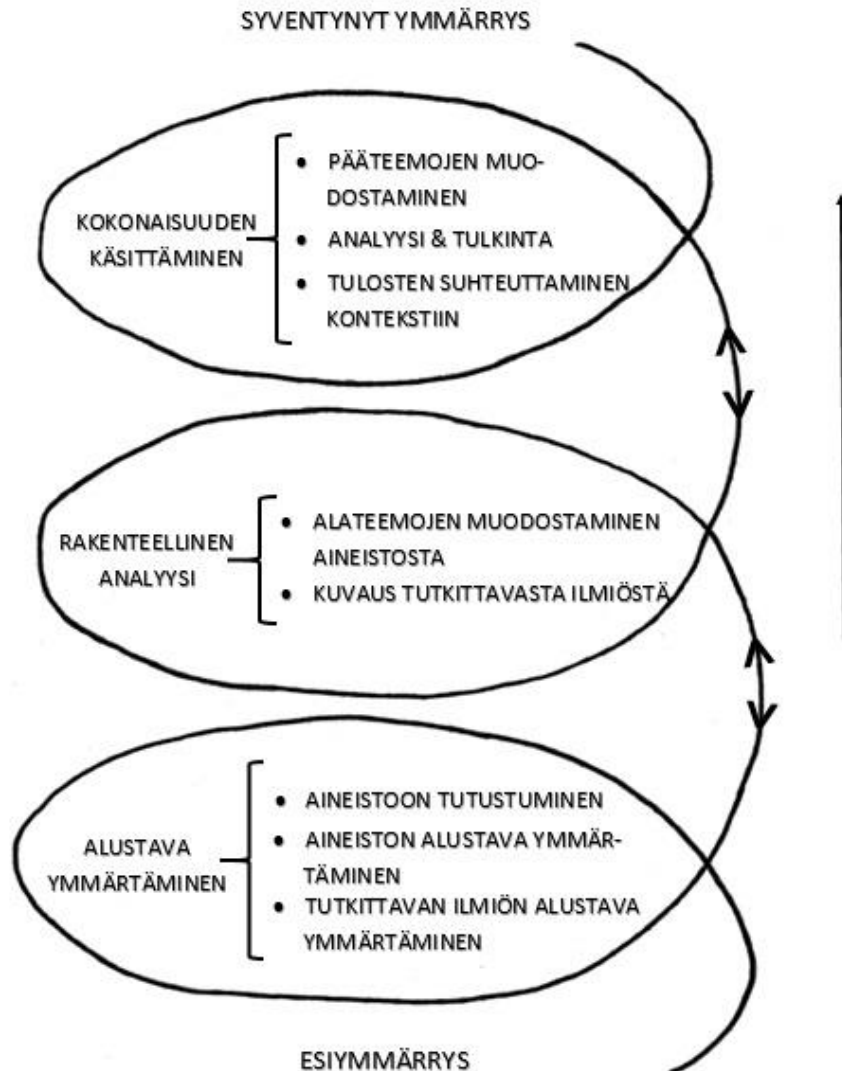 SYVENTYNYT YMMÄRRYS
KOKONAISUUDEN
KÄSITTÄMINEN
• PÄÄTEEMOJEN MUO-
DOSTAMINEN
• ANALYYSI & TULKINTA
• TULOSTEN SUHTEUTTAMINEN
KONTEKSTIIN
RAKENTEELLINEN
ANALYYSI
• ALATEEMOJEN MUODOSTAMINEN
AINEISTOSTA
• KUVAUS TUTKITTAVASTA ILMIÖSTÄ
ALUSTAVA
YMMÄRTÄMINEN
• AINEISTOON TUTUSTUMINEN
• AINEISTON ALUSTAVA YMMÄR-
TÄMINEN
• TUTKITTAVAN ILMIÖN ALUSTAVA
YMMÄRTÄMINEN
ESIYMMÄRRYS